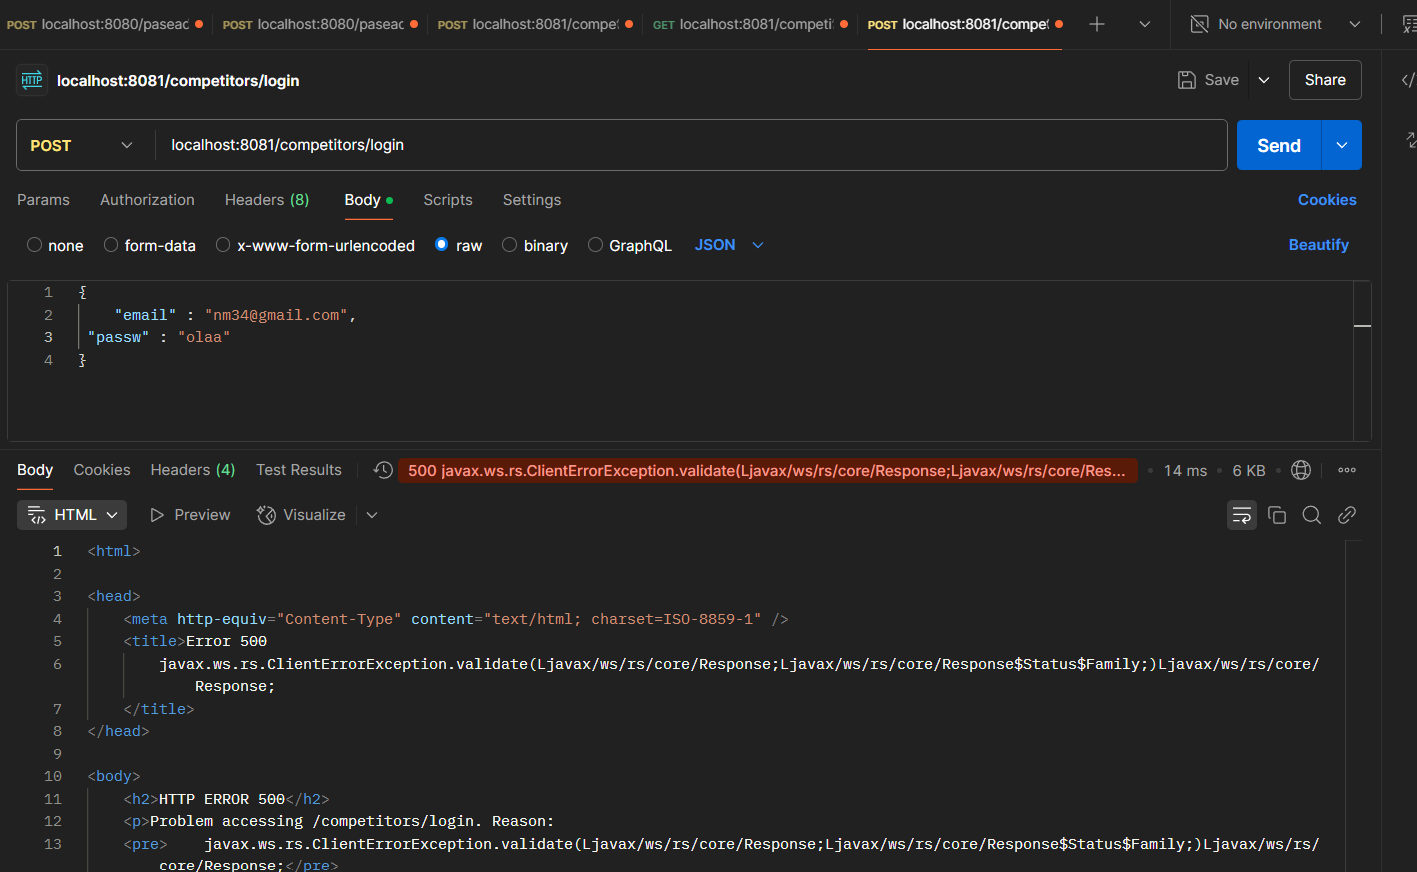 POST localhost:8080/pasead POST localhost:8080/paseac POST localhost:8081/compet GET localhost:8081/competi POST localhost:8081/compet No environment
HTTP localhost:8081/competitors/login Save Share
POST localhost:8081/competitors/login Send
Params Authorization Headers (8) Body Scripts Settings Cookies
none form-data x-www-form-urlencoded raw binary GraphQL JSON Beautify
1 {
2 "email" : "nm34@gmail.com",
3 "passw" : "olaa"
4 }
Body Cookies Headers (4) Test Results 500 javax.ws.rs.ClientErrorException.validate(Ljavax/ws/rs/core/Response;Ljavax/ws/rs/core/Res... 14 ms 6 KB
HTML Preview Visualize
1 <html>
2
3 <head>
4 <meta http-equiv="Content-Type" content="text/html; charset=ISO-8859-1" />
5 <title>Error 500
6 javax.ws.rs.ClientErrorException.validate(Ljavax/ws/rs/core/Response;Ljavax/ws/rs/core/Response$Status$Family;)Ljavax/ws/rs/core/
Response;
7 </title>
8 </head>
9
10 <body>
11 <h2>HTTP ERROR 500</h2>
12 <p>Problem accessing /competitors/login. Reason:
13 <pre> javax.ws.rs.ClientErrorException.validate(Ljavax/ws/rs/core/Response;Ljavax/ws/rs/core/Response$Status$Family;)Ljavax/ws/rs/
core/Response;</pre>